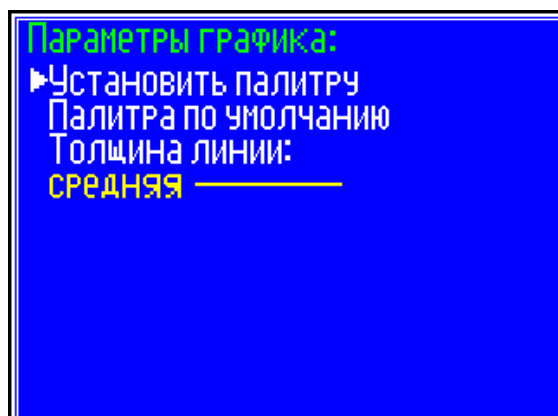 Параметры графика:
Установить палитру
Палитра по умолчанию
Толщина линии:
средняя